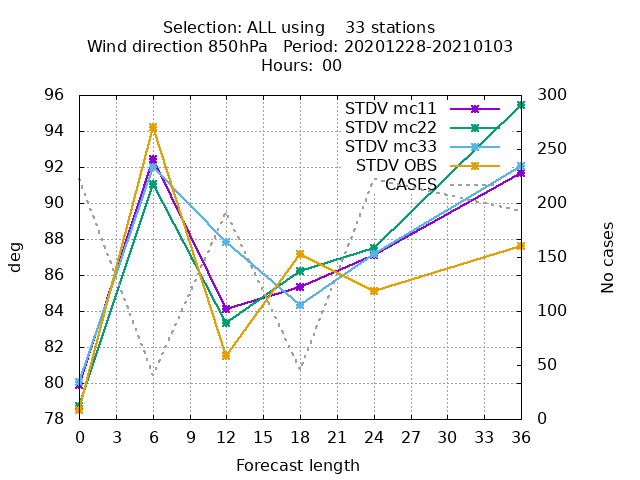 Selection: ALL using    33 stations
Wind direction 850hPa   Period: 20201228-20210103
Hours: 00
STDV mc11
STDV mc22
STDV mc33
STDV OBS
CASES
deg
96
94
92
90
88
86
84
82
80
78
300
250
200
150
100
50
0
No cases
0 3 6 9 12 15 18 21 24 27 30 33 36
Forecast length